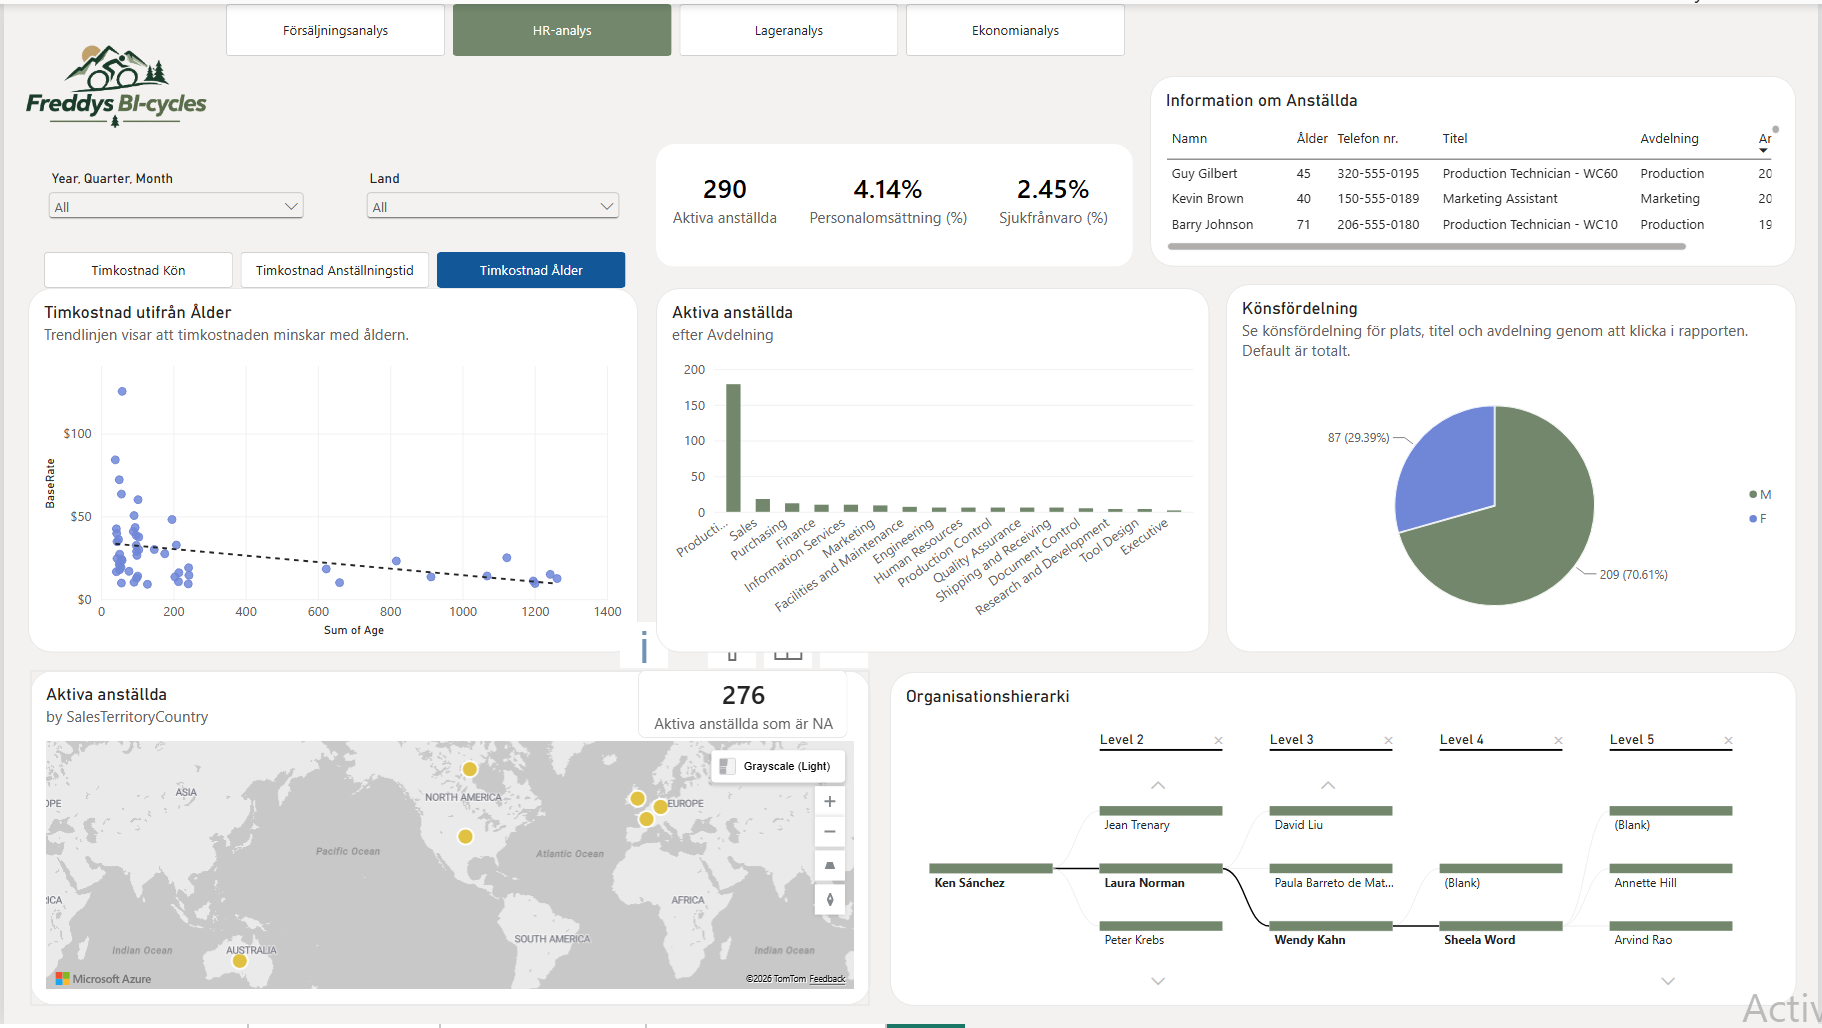 Försäljningsanalys
HR-analys
Lageranalys
Ekonomianalys
Freddys BI-cycles
Year, Quarter, Month
All
Land
All
290
Aktiva anställda
4.14%
Personalomsättning (%)
2.45%
Sjukfrånvaro (%)
Information om Anställda
Namn Ålder Telefon nr. Titel Avdelning
Guy Gilbert 45 320-555-0195 Production Technician - WC60 Production 20
Kevin Brown 40 150-555-0189 Marketing Assistant Marketing 20
Barry Johnson 71 206-555-0180 Production Technician - WC10 Production 19
Timkostnad Kön
Timkostnad Anställningstid
Timkostnad Ålder
Timkostnad utifrån Ålder
Trendlinjen visar att timkostnaden minskar med åldern.
BaseRate
$100
$50
$0
0 200 400 600 800 1000 1200 1400
Sum of Age
Aktiva anställda
efter Avdelning
200
150
100
50
0
Producti...
Sales
Purchasing
Finance
Information Services
Marketing
Facilities and Maintenance
Engineering
Human Resources
Production Control
Quality Assurance
Shipping and Receiving
Document Control
Research and Development
Tool Design
Executive
Könsfördelning
Se könsfördelning för plats, titel och avdelning genom att klicka i rapporten.
Default är totalt.
87 (29.39%)
209 (70.61%)
M
F
i
Aktiva anställda
by SalesTerritoryCountry
276
Aktiva anställda som är NA
Grayscale (Light)
ASIA
NORTH AMERICA
EUROPE
OPE
Pacific Ocean
Atlantic Ocean
AFRICA
ICA
SOUTH AMERICA
Indian Ocean
AUSTRALIA
Indian Ocean
Microsoft Azure
©2026 TomTom Feedback
Organisationshierarki
Level 2
Level 3
Level 4
Level 5
Jean Trenary
David Liu
(Blank)
Ken Sánchez
Laura Norman
Paula Barreto de Mat...
(Blank)
Annette Hill
Peter Krebs
Wendy Kahn
Sheela Word
Arvind Rao